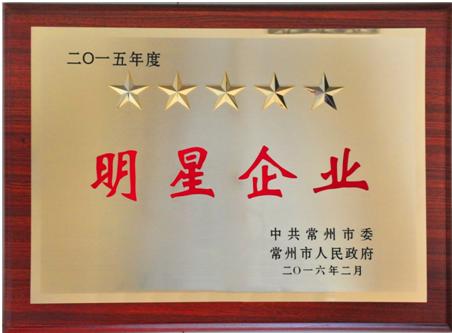 二〇一五年度
明星企业
中共常州市委
常州市人民政府
二〇一六年二月